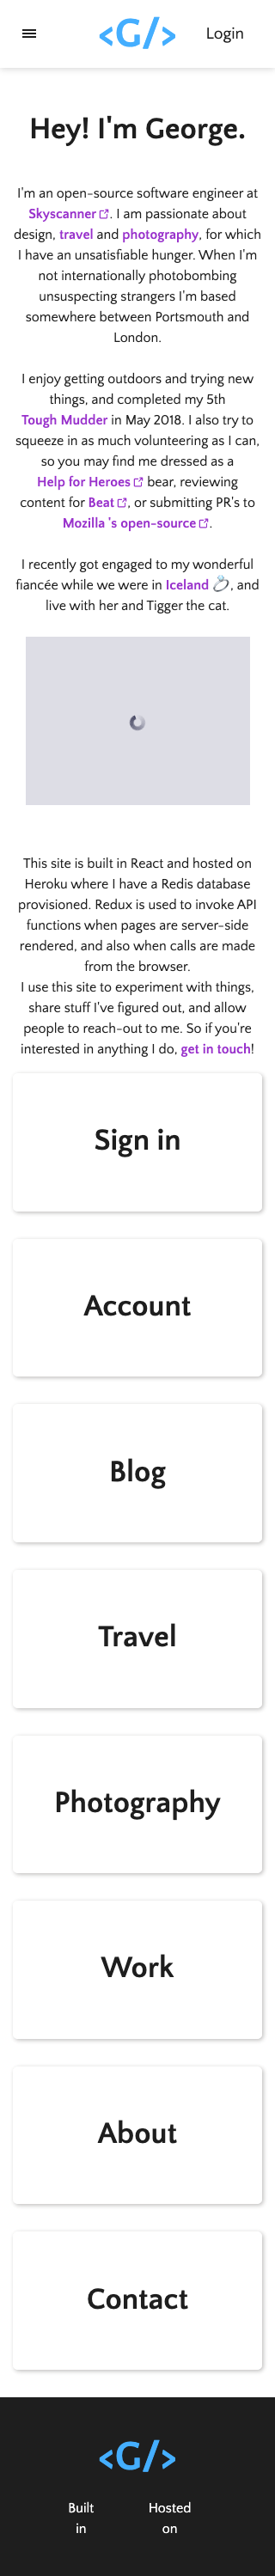 <G/>
Login
Hey! I'm George.
I'm an open-source software engineer at
Skyscanner. I am passionate about
design, travel and photography, for which
I have an unsatisfiable hunger. When I'm
not internationally photobombing
unsuspecting strangers I'm based
somewhere between Portsmouth and
London.
I enjoy getting outdoors and trying new
things, and completed my 5th
Tough Mudder in May 2018. I also try to
squeeze in as much volunteering as I can,
so you may find me dressed as a
Help for Heroes bear, reviewing
content for Beat, or submitting PR's to
Mozilla 's open-source.
I recently got engaged to my wonderful
fiancée while we were in Iceland 💍, and
live with her and Tigger the cat.
This site is built in React and hosted on
Heroku where I have a Redis database
provisioned. Redux is used to invoke API
functions when pages are server-side
rendered, and also when calls are made
from the browser.
I use this site to experiment with things,
share stuff I've figured out, and allow
people to reach-out to me. So if you're
interested in anything I do, get in touch!
Sign in
Account
Blog
Travel
Photography
Work
About
Contact
<G/>
Built
in
Hosted
on